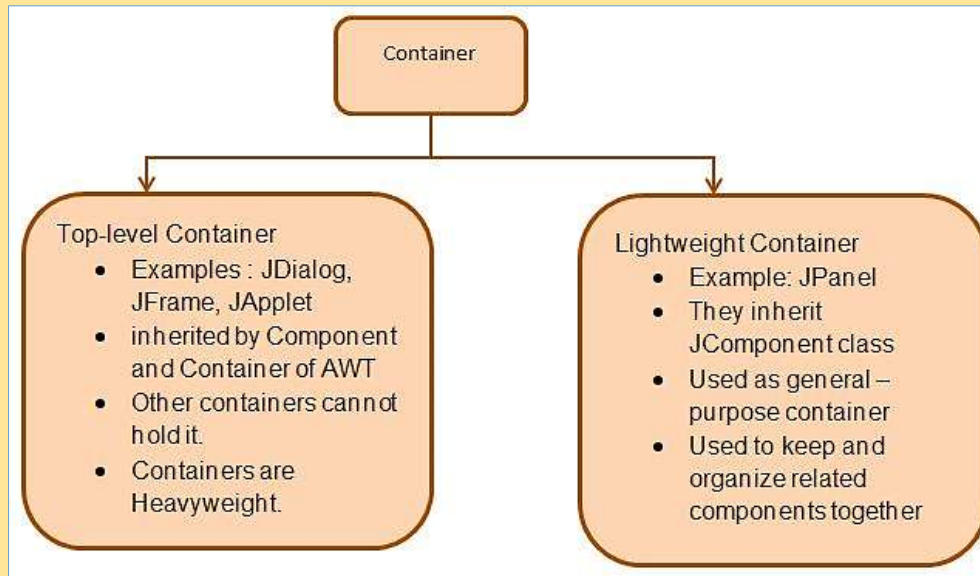 Container
Top-level Container
• Examples : JDialog,
JFrame, JApplet
• inherited by Component
and Container of AWT
• Other containers cannot
hold it.
• Containers are
Heavyweight.
Lightweight Container
• Example: JPanel
• They inherit
JComponent class
• Used as general –
purpose container
• Used to keep and
organize related
components together